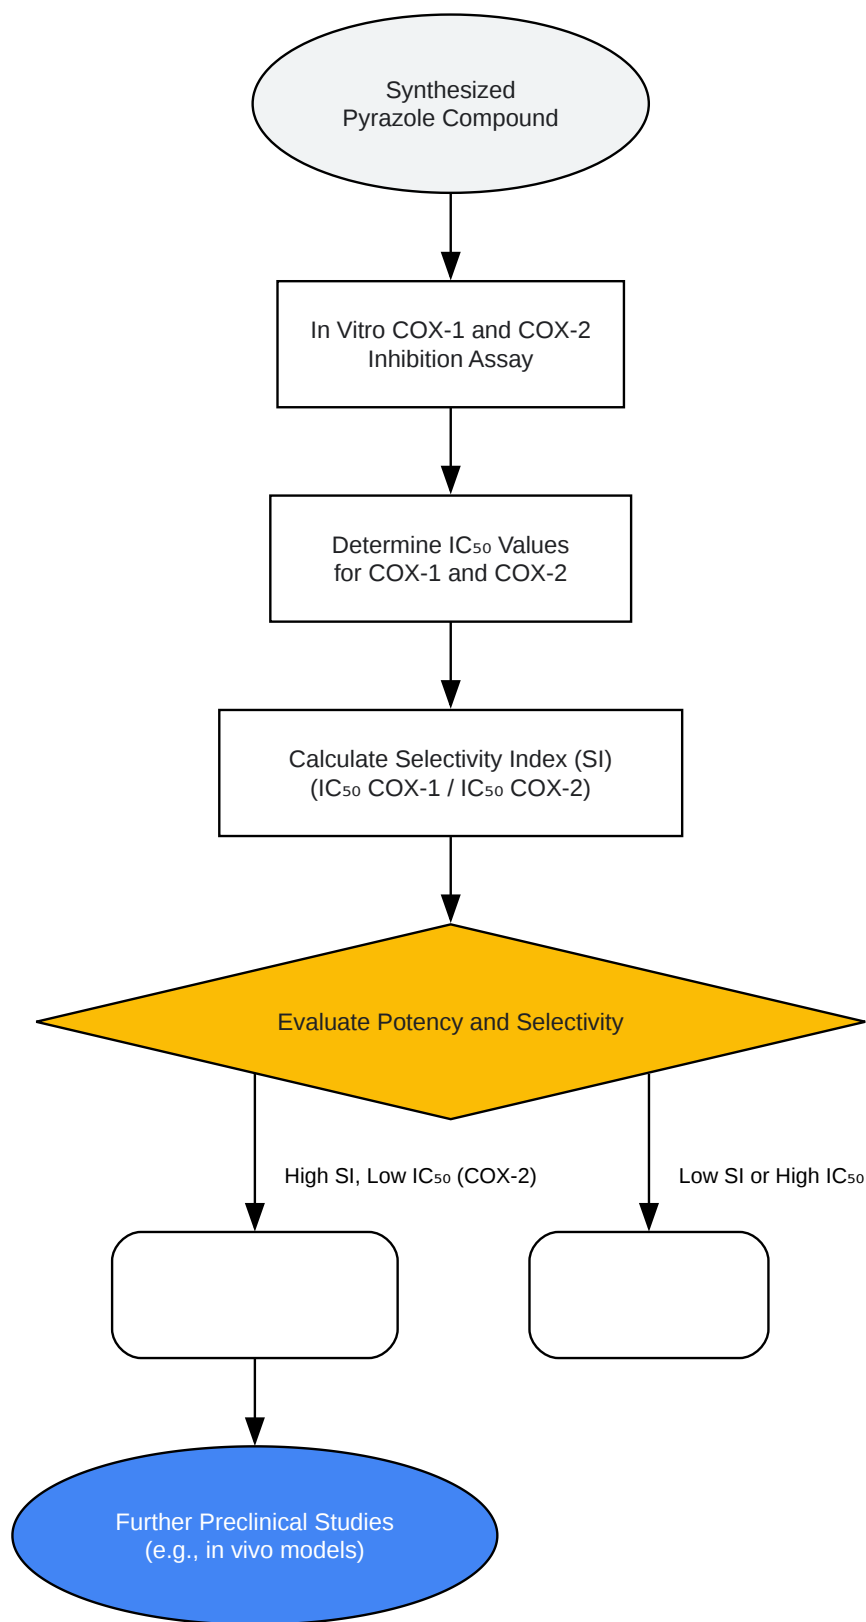 Synthesized
Pyrazole Compound
In Vitro COX-1 and COX-2
Inhibition Assay
Determine IC₅₀ Values
for COX-1 and COX-2
Calculate Selectivity Index (SI)
(IC₅₀ COX-1 / IC₅₀ COX-2)
Evaluate Potency and Selectivity
High SI, Low IC₅₀ (COX-2)
Low SI or High IC₅₀
Further Preclinical Studies
(e.g., in vivo models)